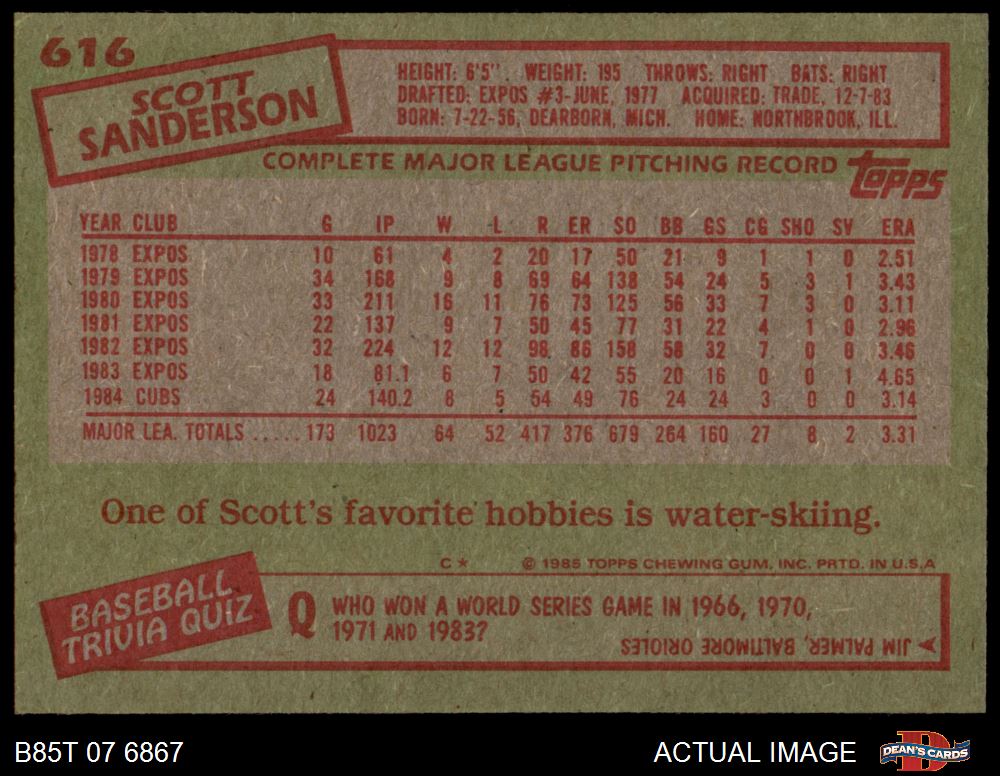 616
SCOTT
SANDERSON
HEIGHT: 6'5". WEIGHT: 195 THROWS: RIGHT BATS: RIGHT
DRAFTED: EXPOS #3-JUNE, 1977 ACQUIRED: TRADE, 12-7-83
BORN: 7-22-56, DEARBORN, MICH. HOME: NORTHBROOK, ILL.
COMPLETE MAJOR LEAGUE PITCHING RECORD
Topps
YEAR CLUB G IP W L R ER SO BB GS CG SHO SV ERA
1978 EXPOS 10 61 4 2 20 17 50 21 9 1 1 0 2.51
1979 EXPOS 34 168 9 8 69 64 138 54 24 5 3 1 3.43
1980 EXPOS 33 211 16 11 76 73 125 56 33 7 3 0 3.11
1981 EXPOS 22 137 9 7 50 45 77 31 22 4 1 0 2.96
1982 EXPOS 32 224 12 12 98 86 158 58 32 7 0 0 3.46
1983 EXPOS 18 81.1 6 7 50 42 55 20 16 0 0 1 4.65
1984 CUBS 24 140.2 8 5 54 49 76 24 24 3 0 0 3.14
MAJOR LEA. TOTALS ..... 173 1023 64 52 417 376 679 264 160 27 8 2 3.31
One of Scott's favorite hobbies is water-skiing.
C* © 1985 TOPPS CHEWING GUM, INC. PRTD. IN U.S.A
BASEBALL
TRIVIA QUIZ
Q WHO WON A WORLD SERIES GAME IN 1966, 1970,
1971 AND 1983?
JIM PALMER, BALTIMORE ORIOLES
B85T 07 6867
ACTUAL IMAGE
DEAN'S CARDS